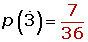 p(3) = 7/36